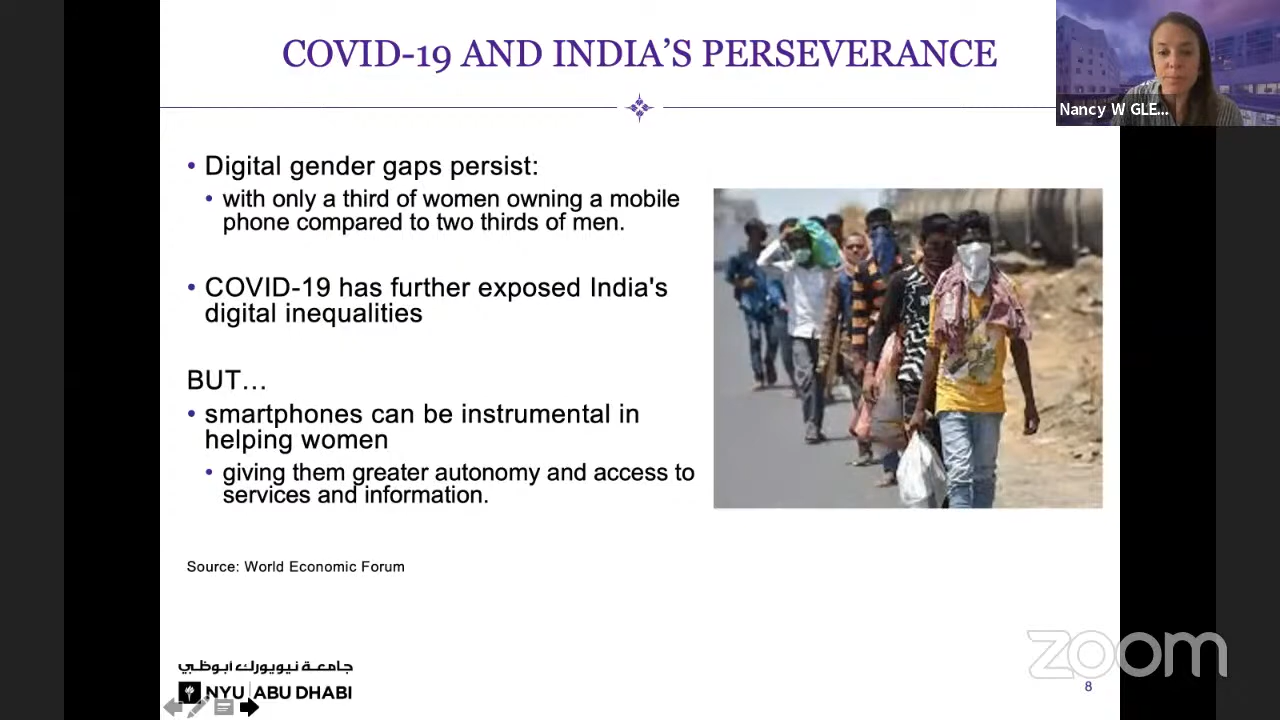 COVID-19 AND INDIA’S PERSEVERANCE
Nancy W GLE...
• Digital gender gaps persist:
• with only a third of women owning a mobile
phone compared to two thirds of men.
• COVID-19 has further exposed India's
digital inequalities
BUT…
• smartphones can be instrumental in
helping women
• giving them greater autonomy and access to
services and information.
Source: World Economic Forum
جامعـة نيويورك أبوظبي
NYU | ABU DHABI
zoom
8